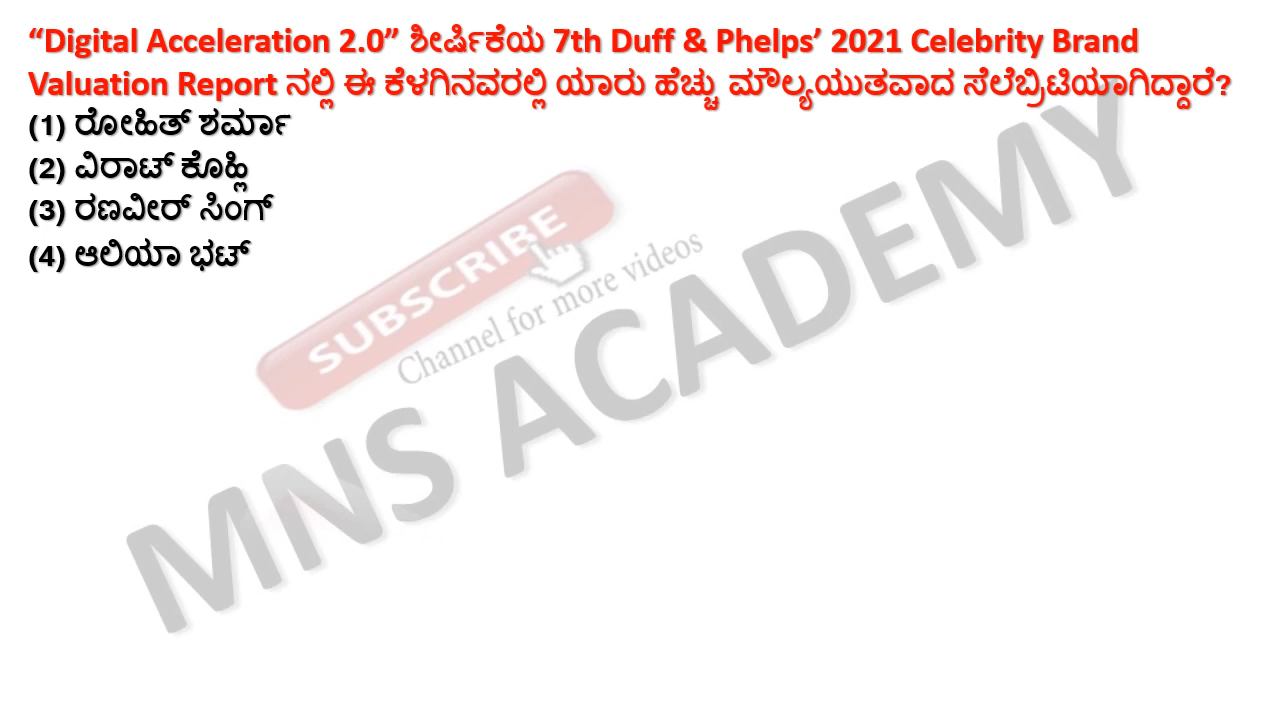 “Digital Acceleration 2.0” ಶೀರ್ಷಿಕೆಯ 7th Duff & Phelps’ 2021 Celebrity Brand
Valuation Report ನಲ್ಲಿ ಈ ಕೆಳಗಿನವರಲ್ಲಿ ಯಾರು ಹೆಚ್ಚು ಮೌಲ್ಯಯುತವಾದ ಸೆಲೆಬ್ರಿಟಿಯಾಗಿದ್ದಾರೆ?
(1) ರೋಹಿತ್ ಶರ್ಮಾ
(2) ವಿರಾಟ್ ಕೊಹ್ಲಿ
(3) ರಣವೀರ್ ಸಿಂಗ್
(4) ಆಲಿಯಾ ಭಟ್
SUBSCRIBE
Channel for more videos
MNS ACADEMY